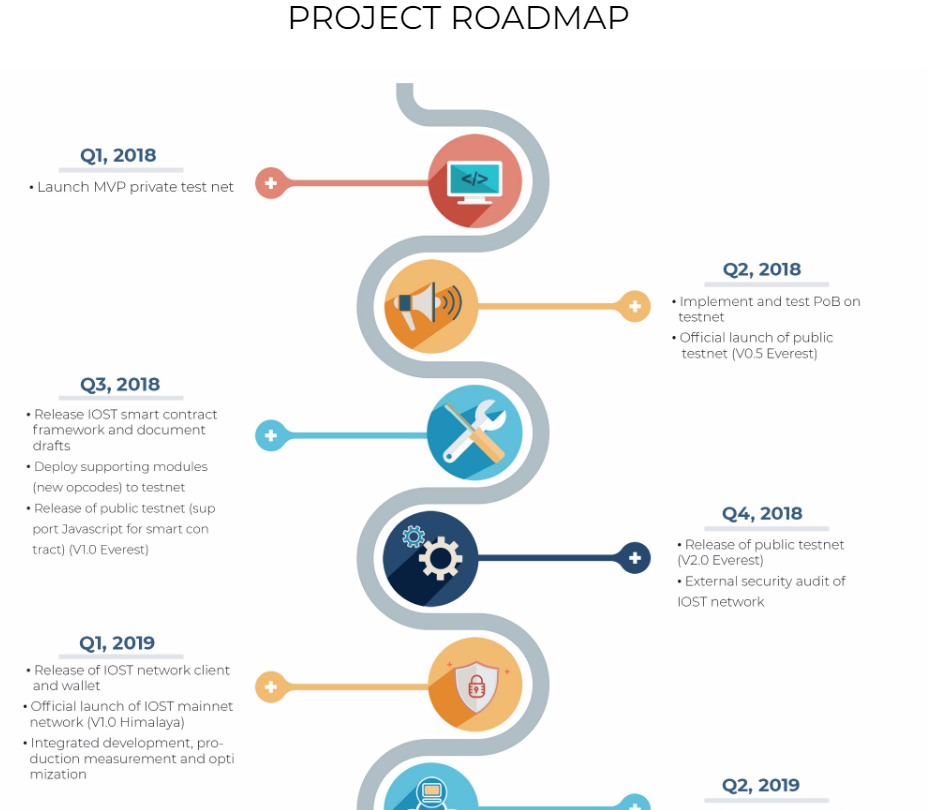 PROJECT ROADMAP
Q1, 2018
• Launch MVP private test net
</>
Q2, 2018
• Implement and test PoB on
testnet
• Official launch of public
testnet (V0.5 Everest)
Q3, 2018
• Release IOST smart contract
framework and document
drafts
• Deploy supporting modules
(new opcodes) to testnet
• Release of public testnet (sup
port Javascript for smart con
tract) (V1.0 Everest)
Q4, 2018
• Release of public testnet
(V2.0 Everest)
• External security audit of
IOST network
Q1, 2019
• Release of IOST network client
and wallet
• Official launch of IOST mainnet
network (V1.0 Himalaya)
• Integrated development, pro-
duction measurement and opti
mization
Q2, 2019